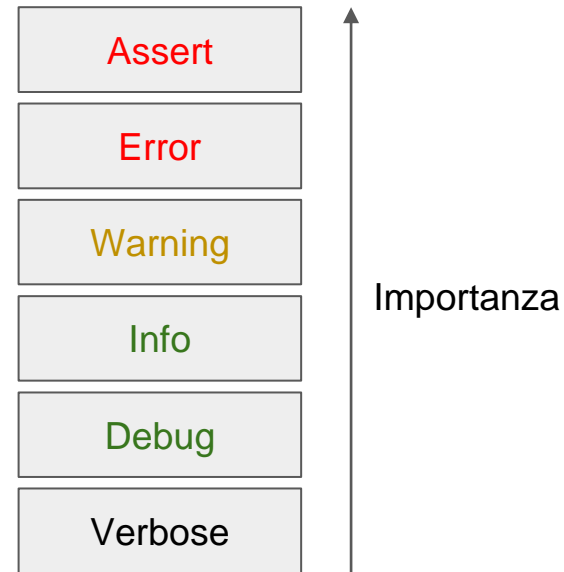 Assert
Error
Warning
Importanza
Info
Debug
Verbose